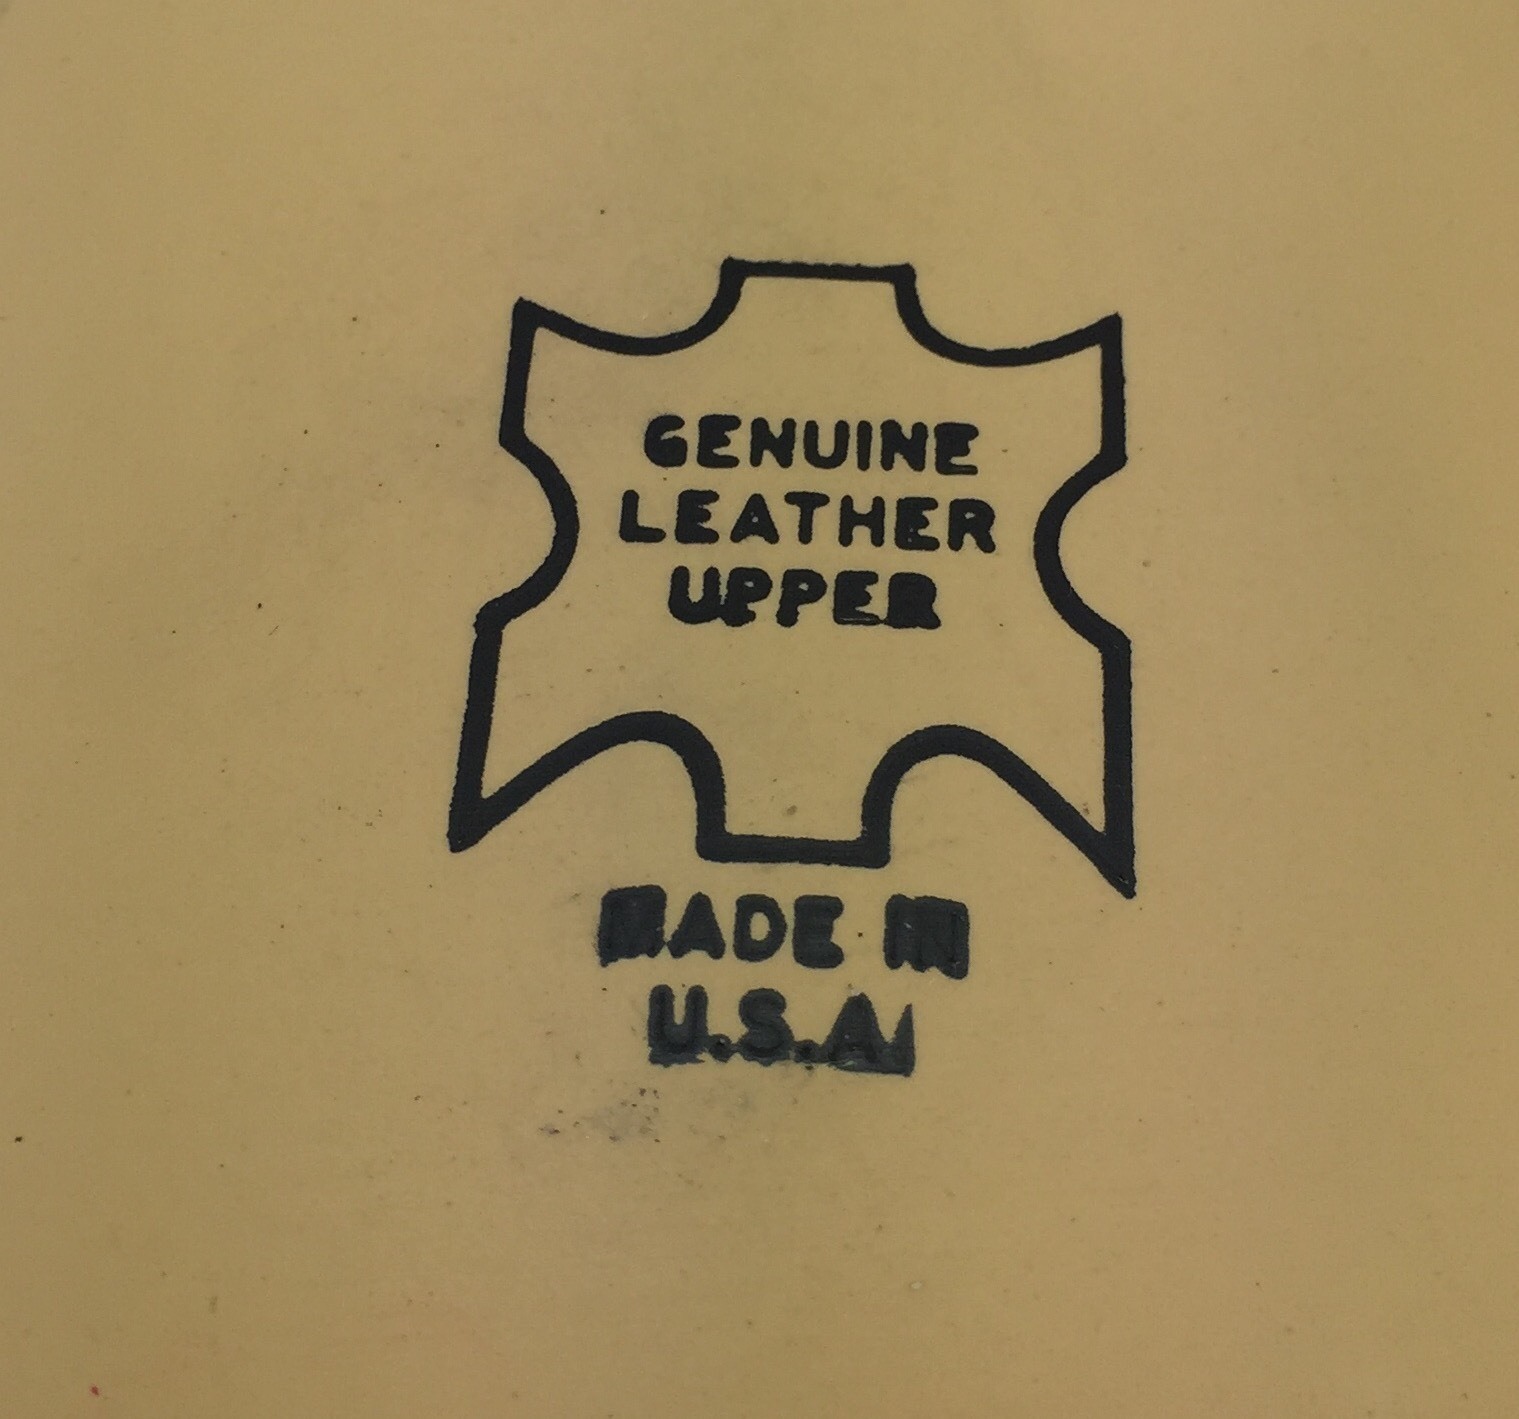 GENUINE
LEATHER
UPPER
MADE IN
U.S.A.